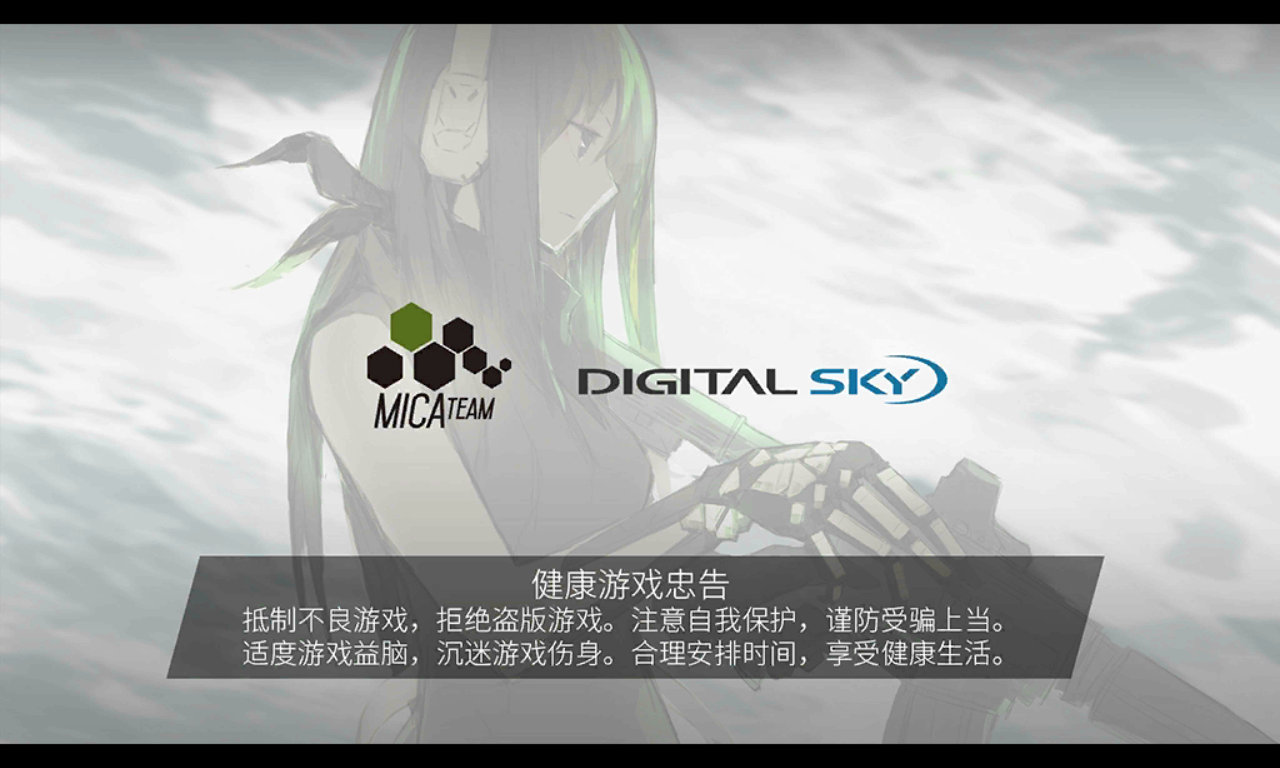 MICATEAM
DIGITAL SKY
健康游戏忠告
抵制不良游戏，拒绝盗版游戏。注意自我保护，谨防受骗上当。
适度游戏益脑，沉迷游戏伤身。合理安排时间，享受健康生活。